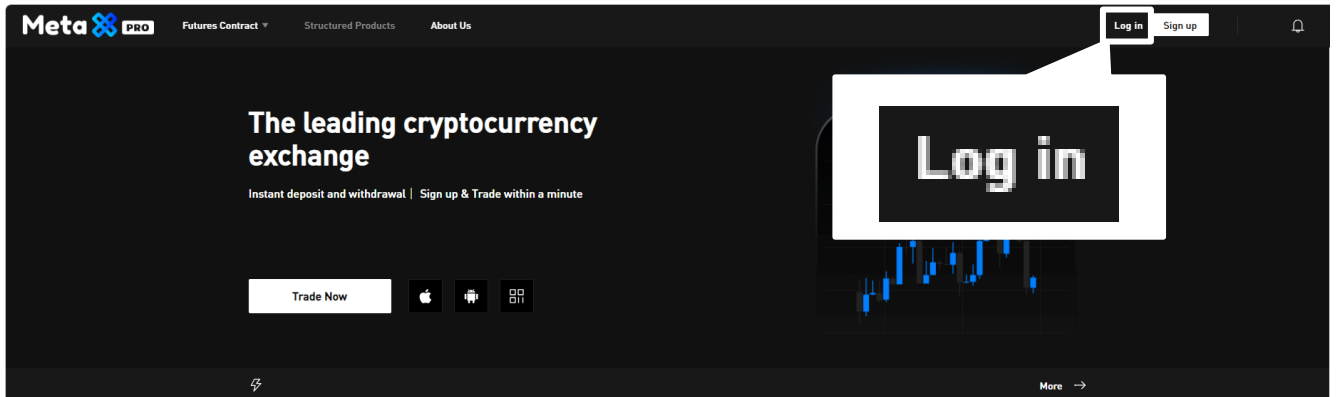 Meta PRO Futures Contract Structured Products About Us Log in Sign up
The leading cryptocurrency
exchange
Instant deposit and withdrawal | Sign up & Trade within a minute
Log in
Trade Now
More